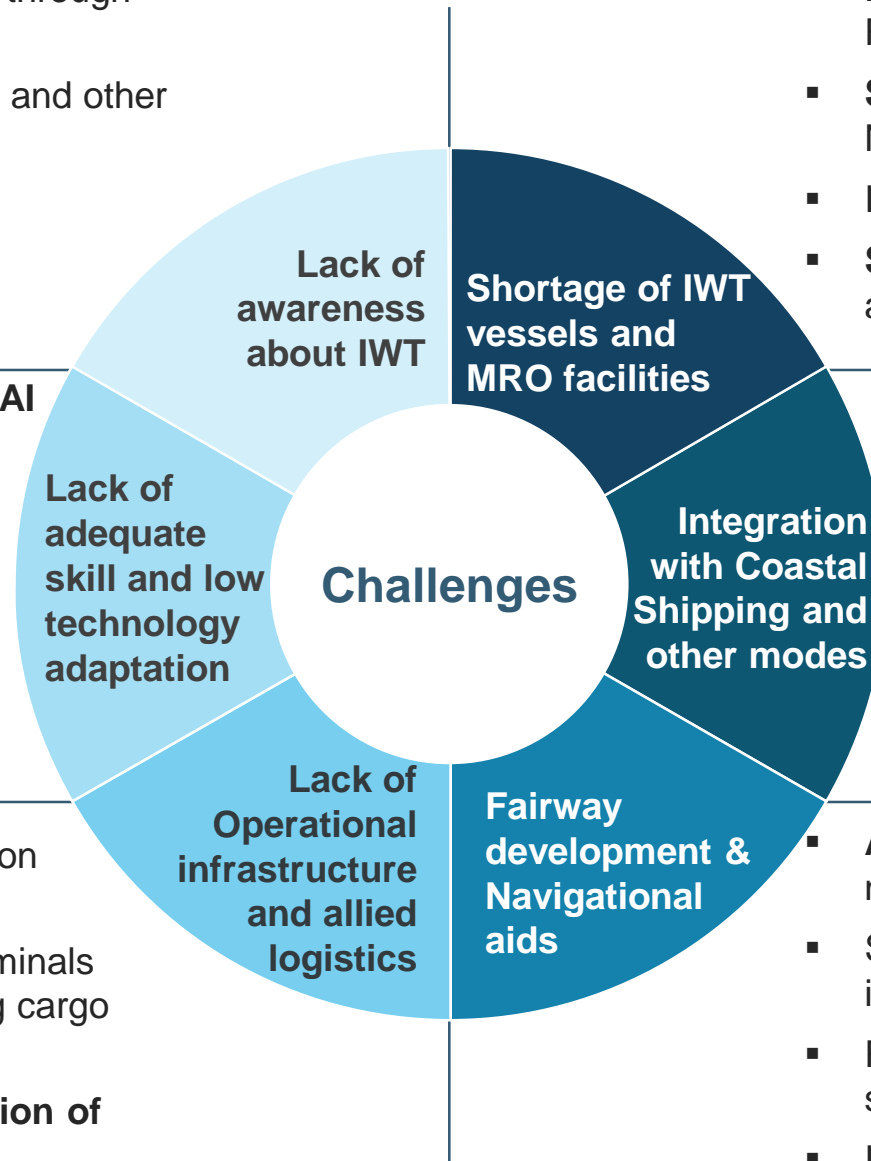 through
and other
Lack of
awareness
about IWT
Shortage of IWT
vessels and
MRO facilities
AI
Lack of
adequate
skill and low
technology
adaptation
Challenges
Integration
with Coastal
Shipping and
other modes
Lack of
Operational
infrastructure
and allied
logistics
Fairway
development &
Navigational
aids
on
minals
g cargo
ion of